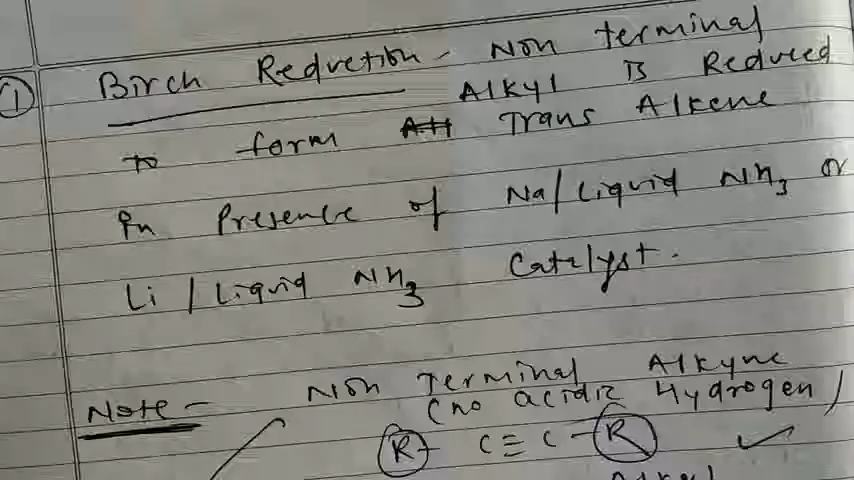 ① Birch Reduction - Non terminal
Alkyl is Reduced
to form Trans Alkene
in Presence of Na/Liquid NH3 or
Li / Liquid NH3 Catalyst.
Note - Non Terminal Alkyne
(no acidic Hydrogen)
R - C ≡ C - R ✓